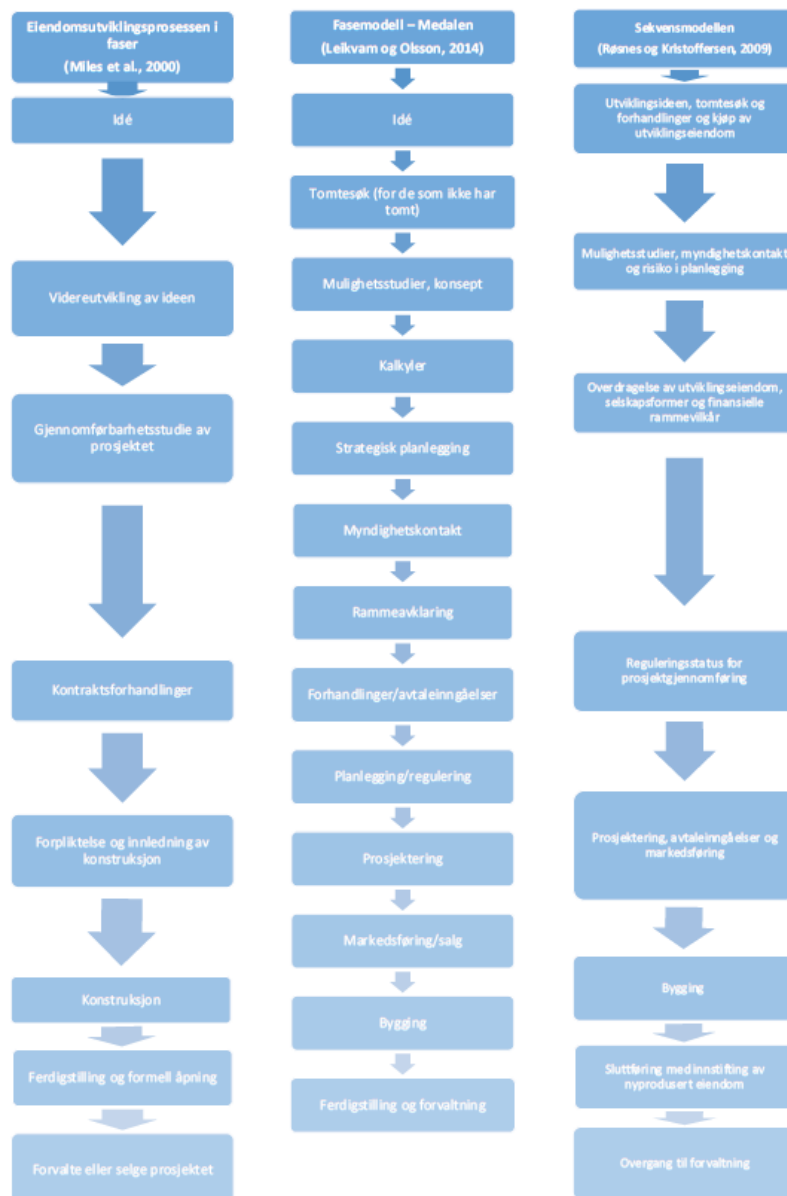 Eiendomsutviklingsprosessen i
faser
(Miles et al., 2000)
Idé
Videreutvikling av ideen
Gjennomførbarhetsstudie av
prosjektet
Kontraktsforhandlinger
Forpliktelse og innledning av
konstruksjon
Konstruksjon
Ferdigstilling og formell åpning
Forvalte eller selge prosjektet
Fasemodell – Medalen
(Leikvam og Olsson, 2014)
Idé
Tomtesøk (for de som ikke har
tomt)
Mulighetsstudier, konsept
Kalkyler
Strategisk planlegging
Myndighetskontakt
Rammeavklaring
Forhandlinger/avtaleinngåelser
Planlegging/regulering
Prosjektering
Markedsføring/salg
Bygging
Ferdigstilling og forvaltning
Sekvensmodellen
(Røsnes og Kristoffersen, 2009)
Utviklingsideen, tomtesøk og
forhandlinger og kjøp av
utviklingseiendom
Mulighetsstudier, myndighetskontakt
og risiko i planlegging
Overdragelse av utviklingseiendom,
selskapsformer og finansielle
rammevilkår
Reguleringsstatus for
prosjektgjennomføring
Prosjektering, avtaleinngåelser og
markedsføring
Bygging
Sluttføring med innstifting av
nyprodusert eiendom
Overgang til forvaltning